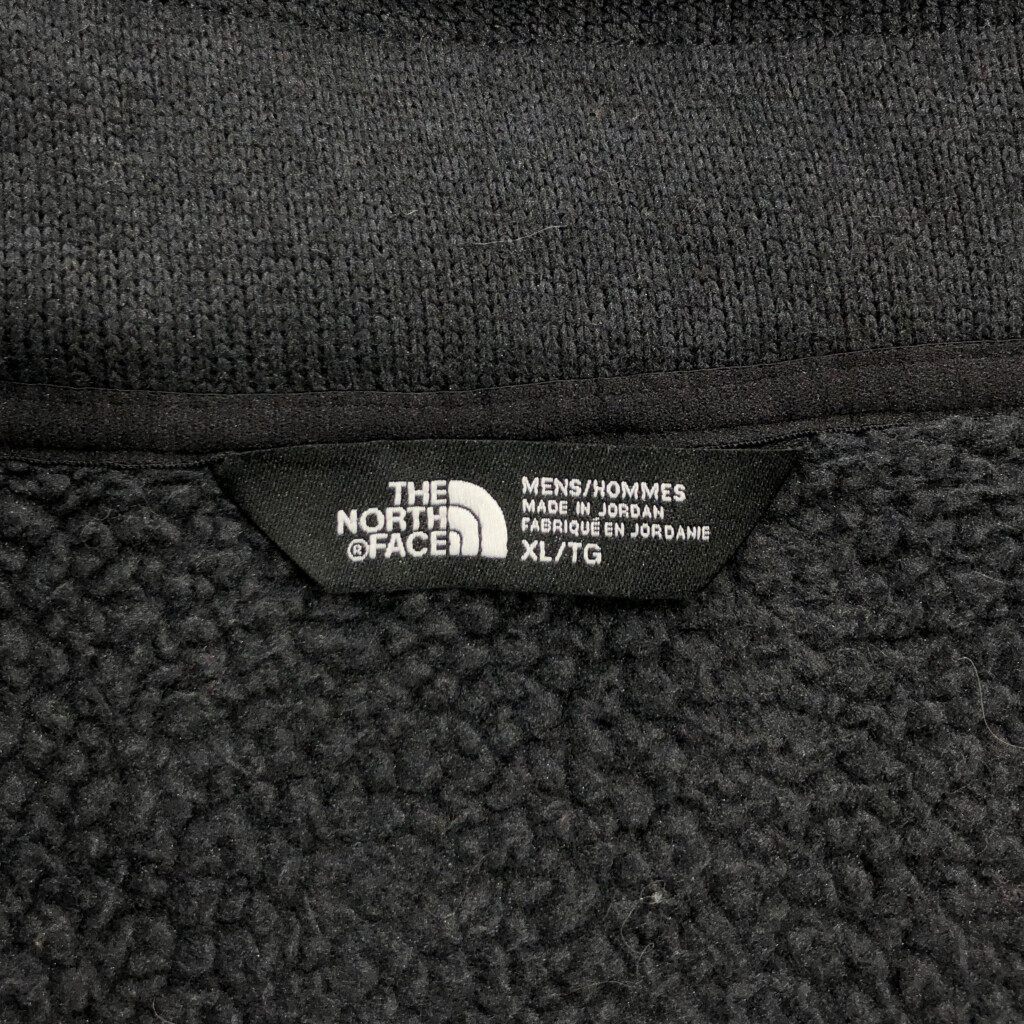 THE
NORTH
®FACE
MENS/HOMMES
MADE IN JORDAN
FABRIQUÉ EN JORDANIE
XL/TG